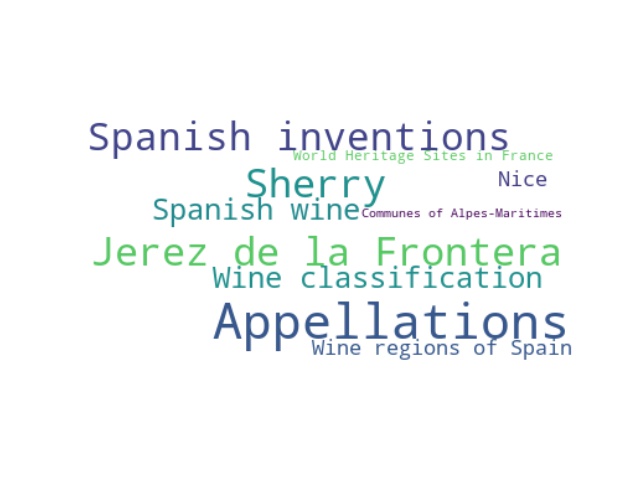 Spanish inventions
World Heritage Sites in France
Sherry
Nice
Spanish wine
Communes of Alpes-Maritimes
Jerez de la Frontera
Wine classification
Appellations
Wine regions of Spain